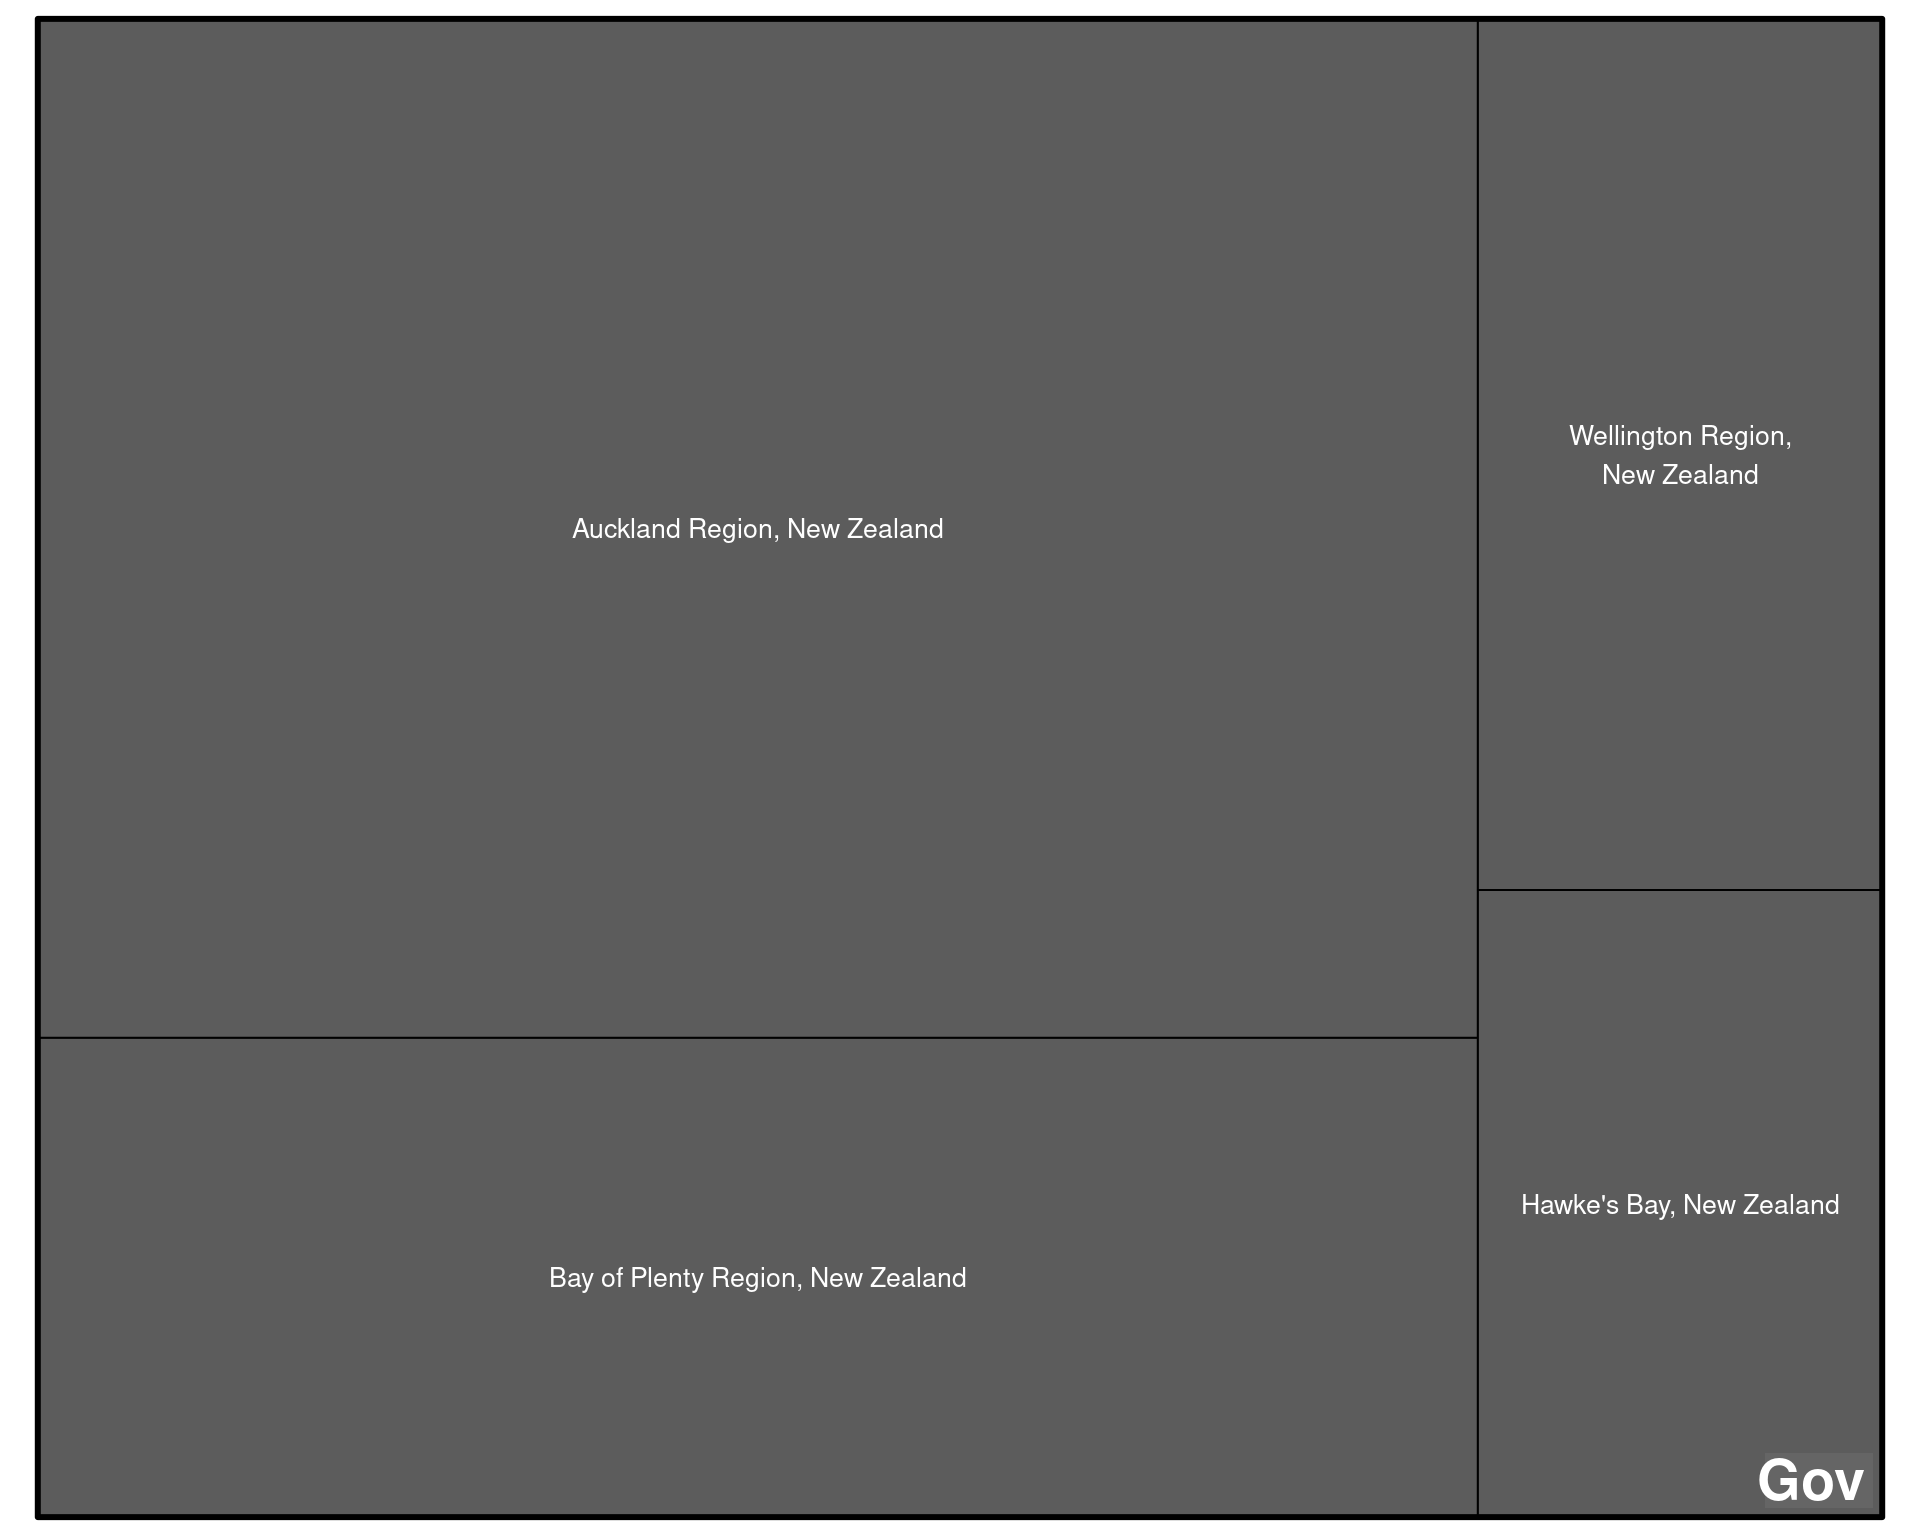 Auckland Region, New Zealand
Wellington Region,
New Zealand
Bay of Plenty Region, New Zealand
Hawke's Bay, New Zealand
Gov